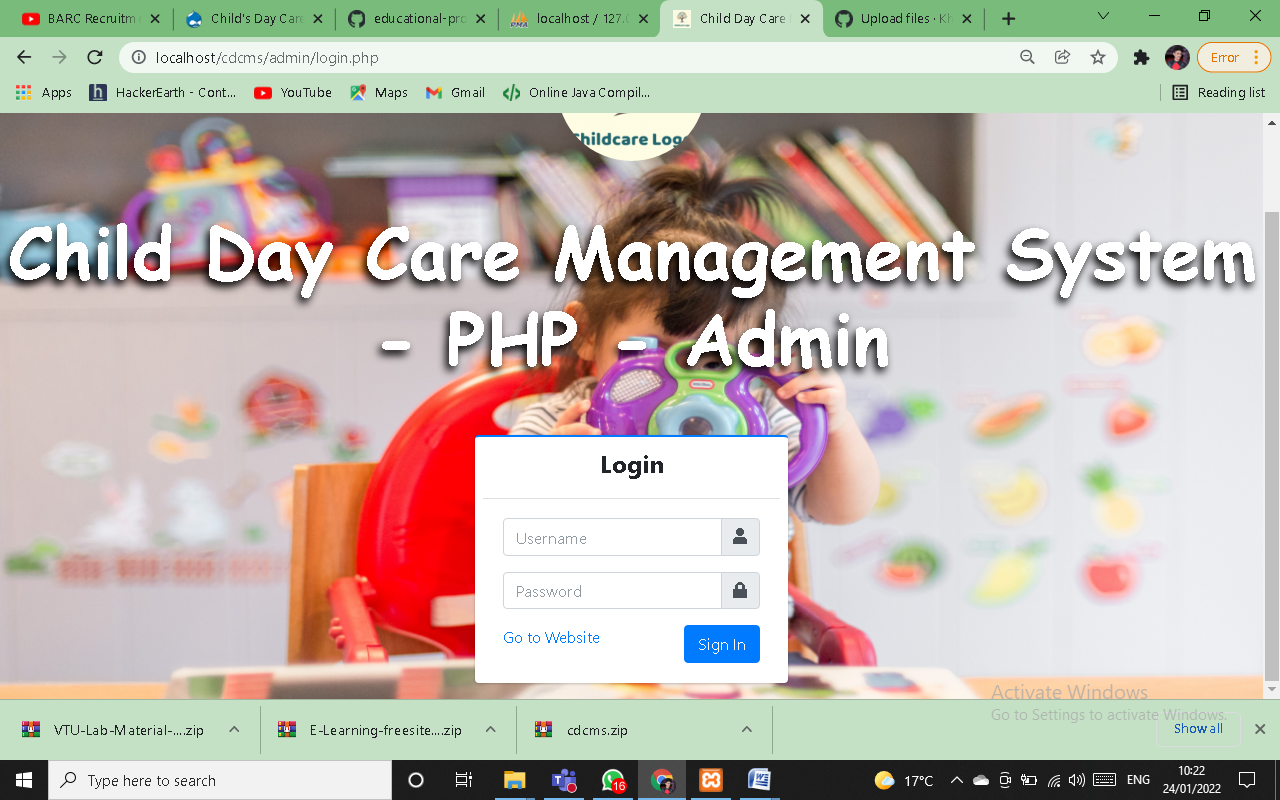 BARC Recruitm
Child's Day Care
educational-pro
localhost / 127.0
Child Day Care
Upload files · Kh
localhost/cdcms/admin/login.php
Error
Apps
HackerEarth - Cont...
YouTube
Maps
Gmail
Online Java Compil...
Reading list
Childcare Logo
Child Day Care Management System
- PHP - Admin
Login
Username
Password
Go to Website
Sign In
Activate Windows
Go to Settings to activate Windows.
VTU-Lab-Material-....zip
E-Learning-freesite....zip
cdcms.zip
Show all
Type here to search
16
17°C
ENG
10:22
24/01/2022